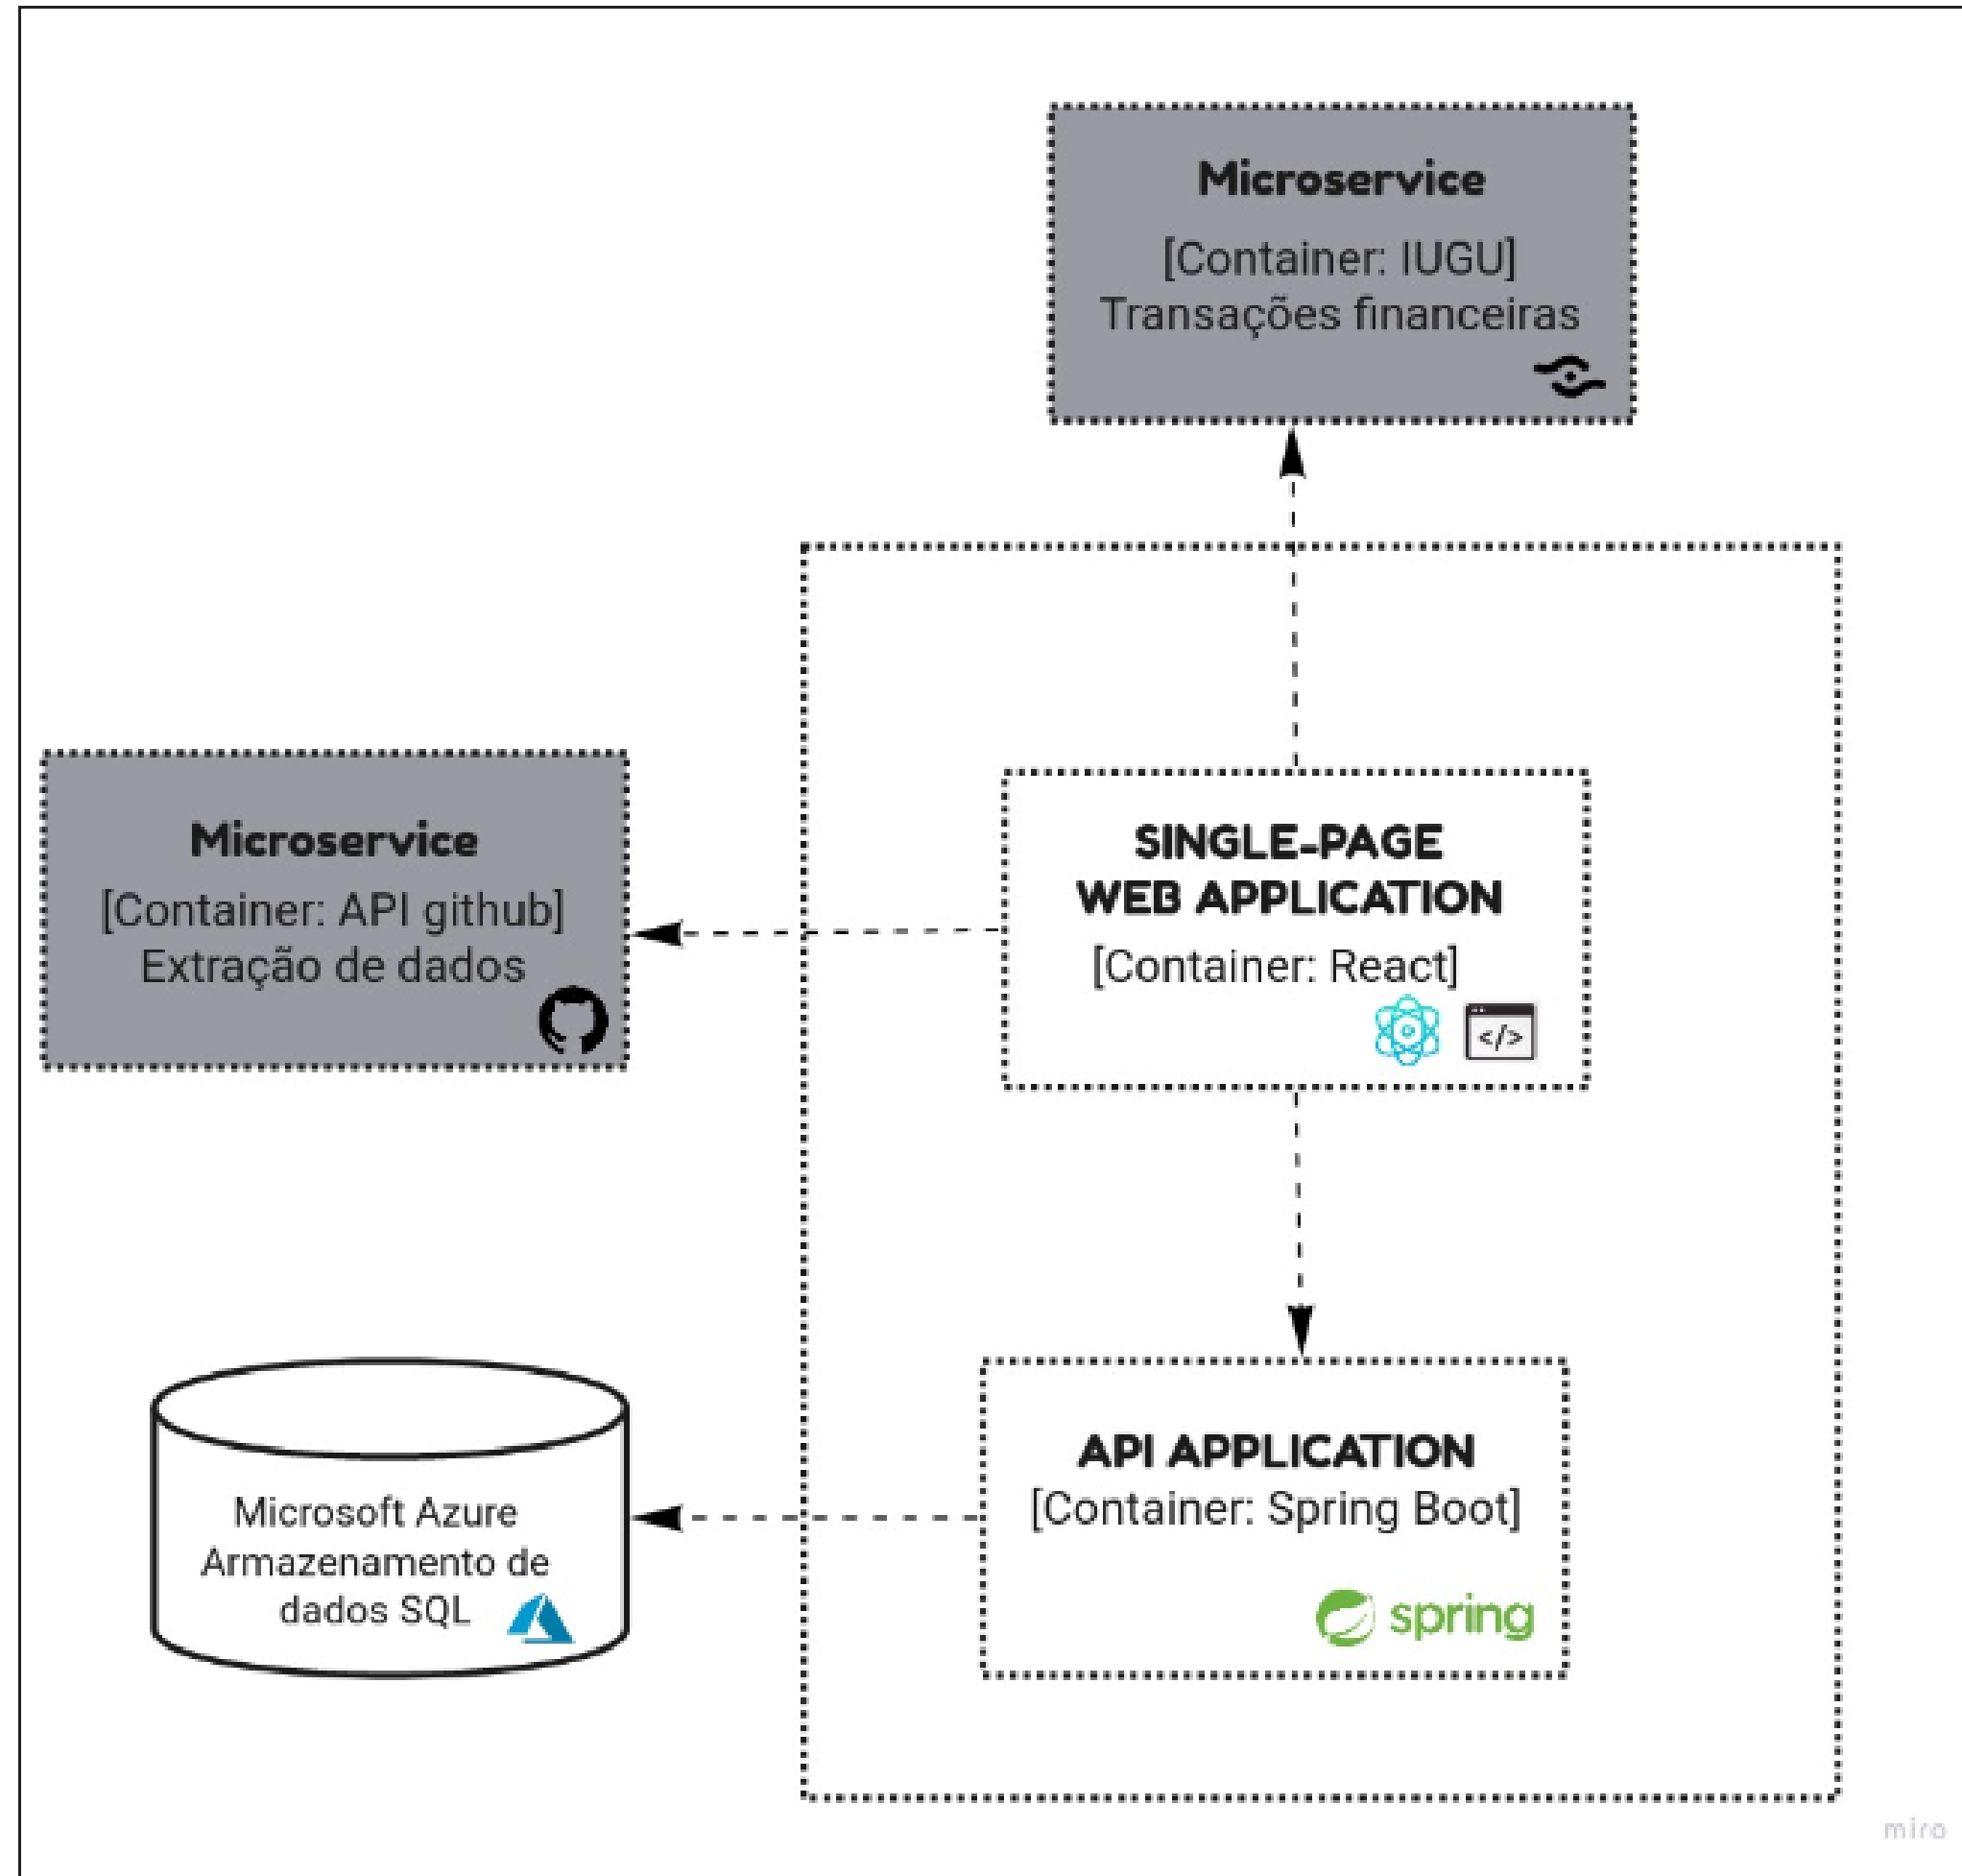 Microservice
[Container: IUGU]
Transações financeiras
Microservice
[Container: API github]
Extração de dados
SINGLE-PAGE
WEB APPLICATION
[Container: React]
</>
Microsoft Azure
Armazenamento de
dados SQL
API APPLICATION
[Container: Spring Boot]
spring
miro